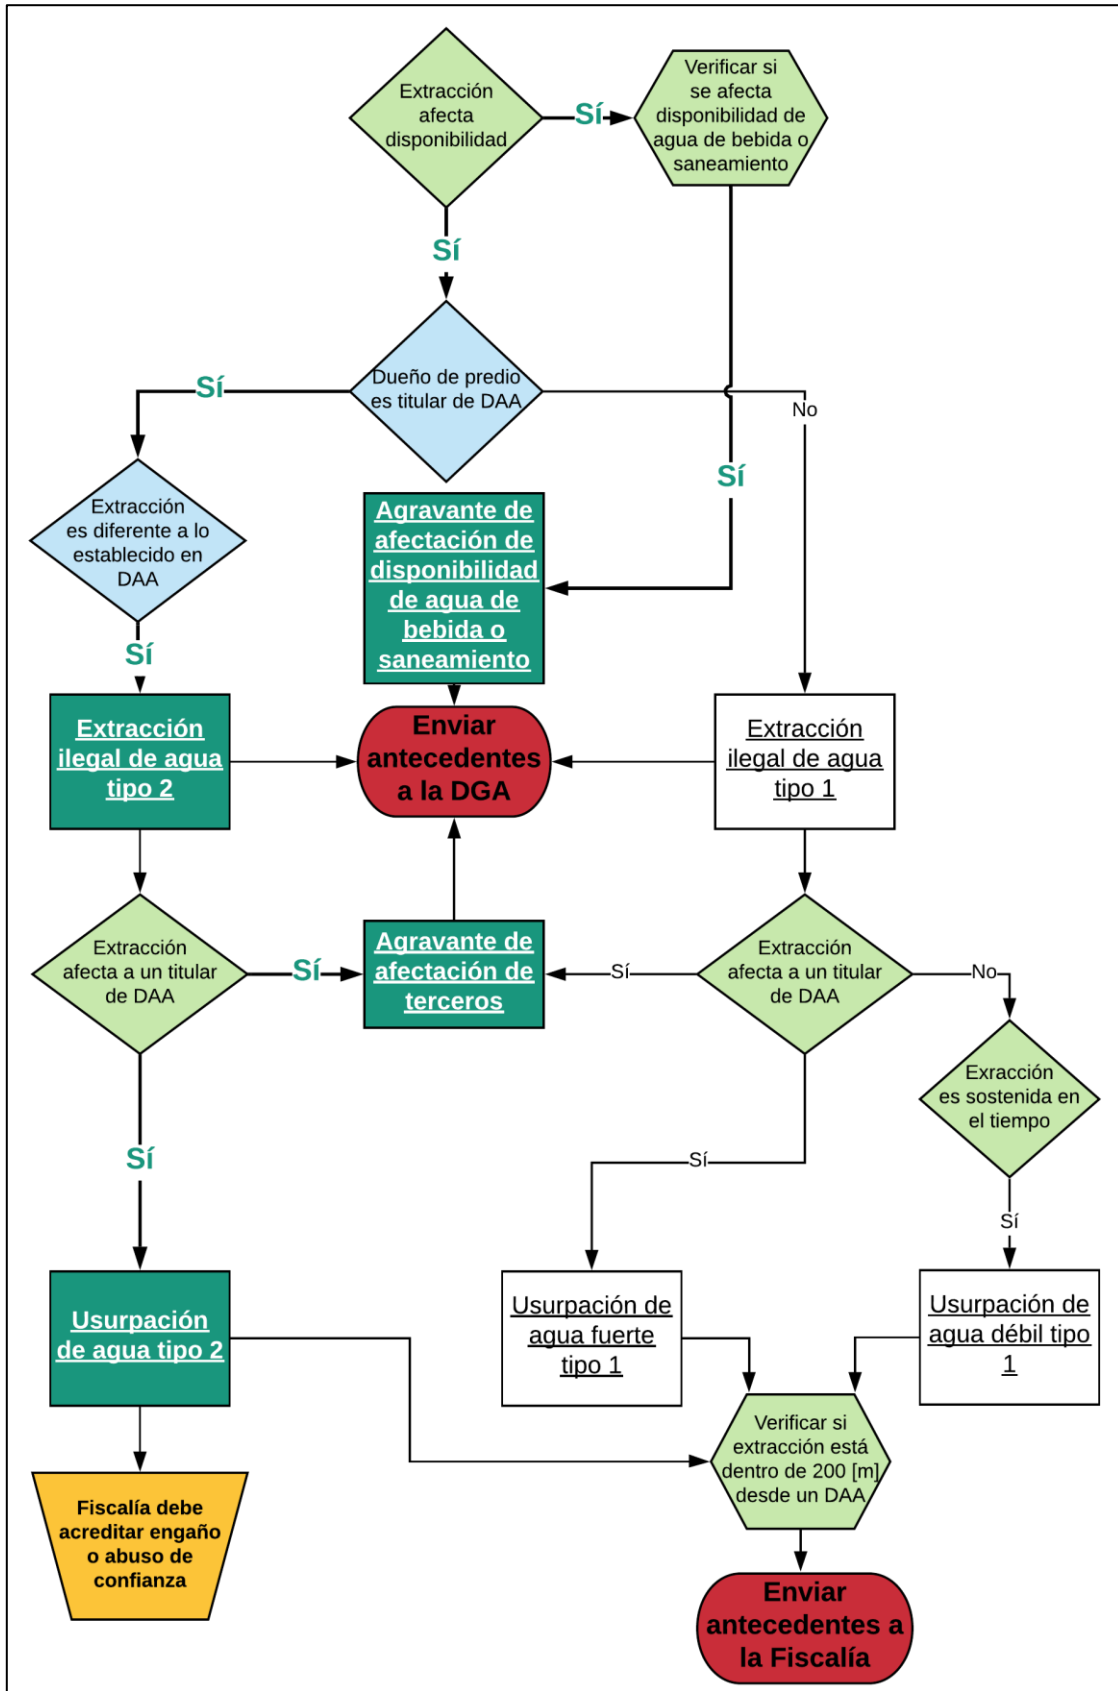 Extracción
afecta
disponibilidad
Sí
Verificar si
se afecta
disponibilidad de
agua de bebida o
saneamiento
Sí
Dueño de predio
es titular de DAA
Sí
No
Sí
Extracción
es diferente a lo
establecido en
DAA
Agravante de
afectación de
disponibilidad
de agua de
bebida o
saneamiento
Sí
Extracción
ilegal de agua
tipo 2
Enviar
antecedentes
a la DGA
Extracción
ilegal de agua
tipo 1
Extracción
afecta a un titular
de DAA
Sí
Agravante de
afectación de
terceros
Sí
Extracción
afecta a un titular
de DAA
No
Exracción
es sostenida en
el tiempo
Sí
Sí
Sí
Usurpación
de agua tipo 2
Usurpación de
agua fuerte
tipo 1
Usurpación de
agua débil tipo
1
Verificar si
extracción está
dentro de 200 [m]
desde un DAA
Fiscalía debe
acreditar engaño
o abuso de
confianza
Enviar
antecedentes a
la Fiscalía